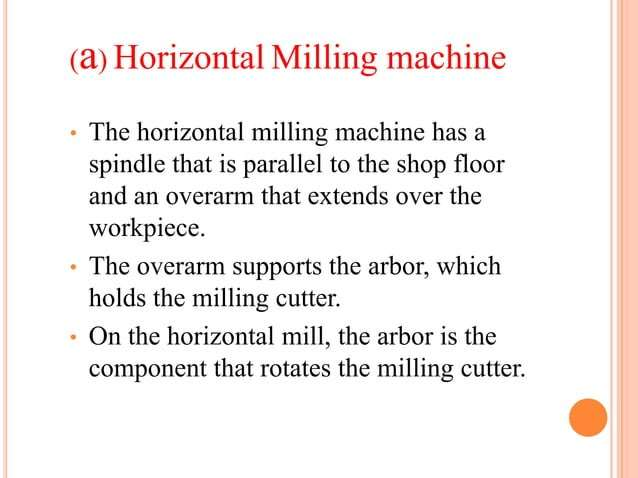 (a) Horizontal Milling machine
• The horizontal milling machine has a
spindle that is parallel to the shop floor
and an overarm that extends over the
workpiece.
• The overarm supports the arbor, which
holds the milling cutter.
• On the horizontal mill, the arbor is the
component that rotates the milling cutter.